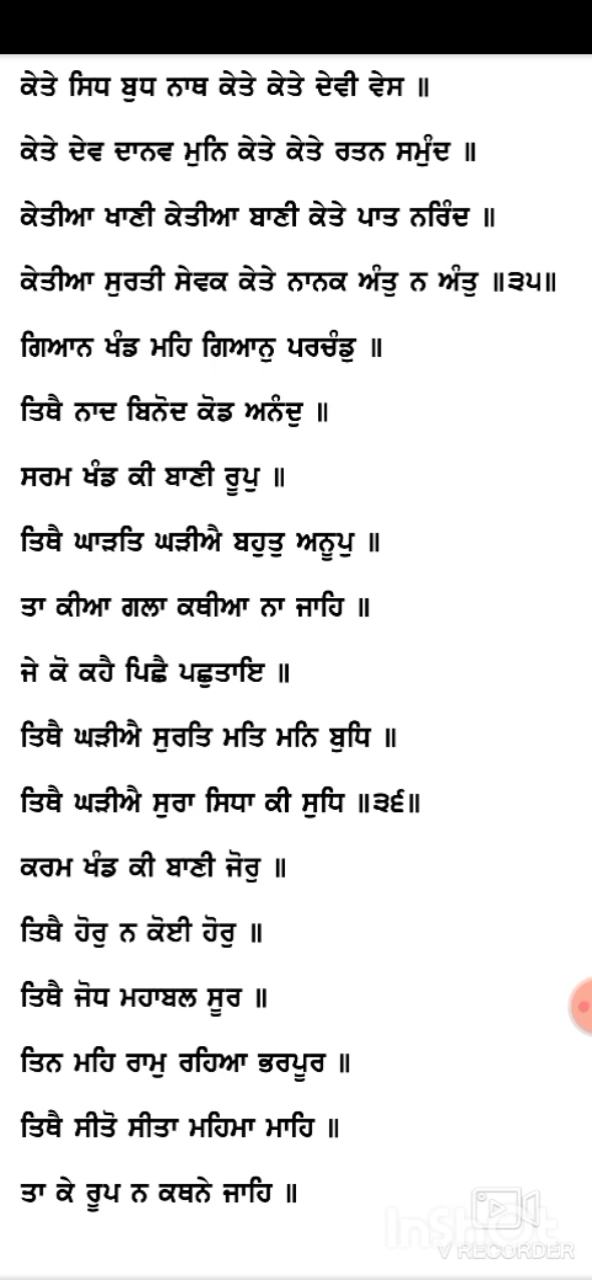 ਕੇਤੇ ਸਿਧ ਬੁਧ ਨਾਥ ਕੇਤੇ ਕੇਤੇ ਦੇਵੀ ਵੇਸ ॥
ਕੇਤੇ ਦੇਵ ਦਾਨਵ ਮੁਨਿ ਕੇਤੇ ਕੇਤੇ ਰਤਨ ਸਮੁੰਦ ॥
ਕੇਤੀਆ ਖਾਣੀ ਕੇਤੀਆ ਬਾਣੀ ਕੇਤੇ ਪਾਤ ਨਰਿੰਦ ॥
ਕੇਤੀਆ ਸੁਰਤੀ ਸੇਵਕ ਕੇਤੇ ਨਾਨਕ ਅੰਤੁ ਨ ਅੰਤੁ ॥੩੫॥
ਗਿਆਨ ਖੰਡ ਮਹਿ ਗਿਆਨੁ ਪਰਚੰਡੁ ॥
ਤਿਥੈ ਨਾਦ ਬਿਨੋਦ ਕੋਡ ਅਨੰਦੁ ॥
ਸਰਮ ਖੰਡ ਕੀ ਬਾਣੀ ਰੂਪੁ ॥
ਤਿਥੈ ਘਾੜਤਿ ਘੜੀਐ ਬਹੁਤੁ ਅਨੂਪੁ ॥
ਤਾ ਕੀਆ ਗਲਾ ਕਥੀਆ ਨਾ ਜਾਹਿ ॥
ਜੇ ਕੋ ਕਹੈ ਪਿਛੈ ਪਛੁਤਾਇ ॥
ਤਿਥੈ ਘੜੀਐ ਸੁਰਤਿ ਮਤਿ ਮਨਿ ਬੁਧਿ ॥
ਤਿਥੈ ਘੜੀਐ ਸੁਰਾ ਸਿਧਾ ਕੀ ਸੁਧਿ ॥੩੬॥
ਕਰਮ ਖੰਡ ਕੀ ਬਾਣੀ ਜੋਰੁ ॥
ਤਿਥੈ ਹੋਰੁ ਨ ਕੋਈ ਹੋਰੁ ॥
ਤਿਥੈ ਜੋਧ ਮਹਾਬਲ ਸੂਰ ॥
ਤਿਨ ਮਹਿ ਰਾਮੁ ਰਹਿਆ ਭਰਪੂਰ ॥
ਤਿਥੈ ਸੀਤੋ ਸੀਤਾ ਮਹਿਮਾ ਮਾਹਿ ॥
ਤਾ ਕੇ ਰੂਪ ਨ ਕਥਨੇ ਜਾਹਿ ॥
InShOt
V RECORDER